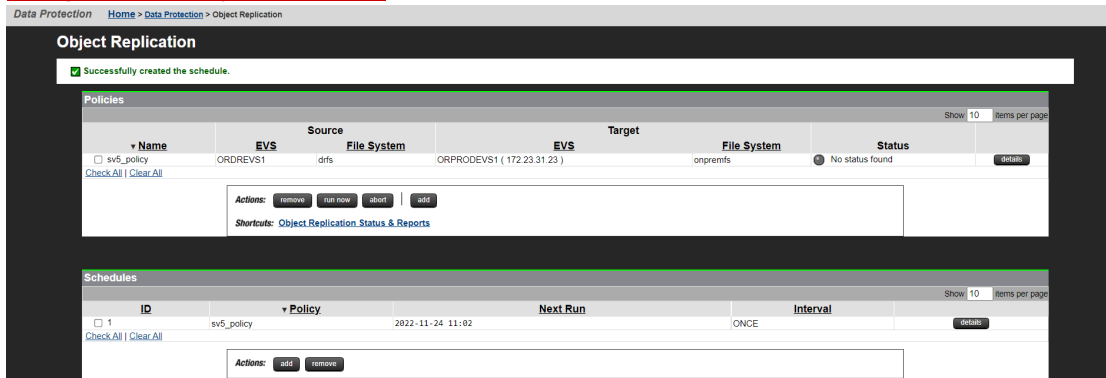 Data Protection Home > Data Protection > Object Replication
Object Replication
Successfully created the schedule.
Policies
Show 10 items per page
Source Target
▼ Name EVS File System EVS File System Status
sv5_policy ORDREVS1 drfs ORPRODEVS1 ( 172.23.31.23 ) onpremfs No status found details
Check All | Clear All
Actions: remove run now abort | add
Shortcuts: Object Replication Status & Reports
Schedules
Show 10 items per page
ID ▼ Policy Next Run Interval
1 sv5_policy 2022-11-24 11:02 ONCE details
Check All | Clear All
Actions: add remove